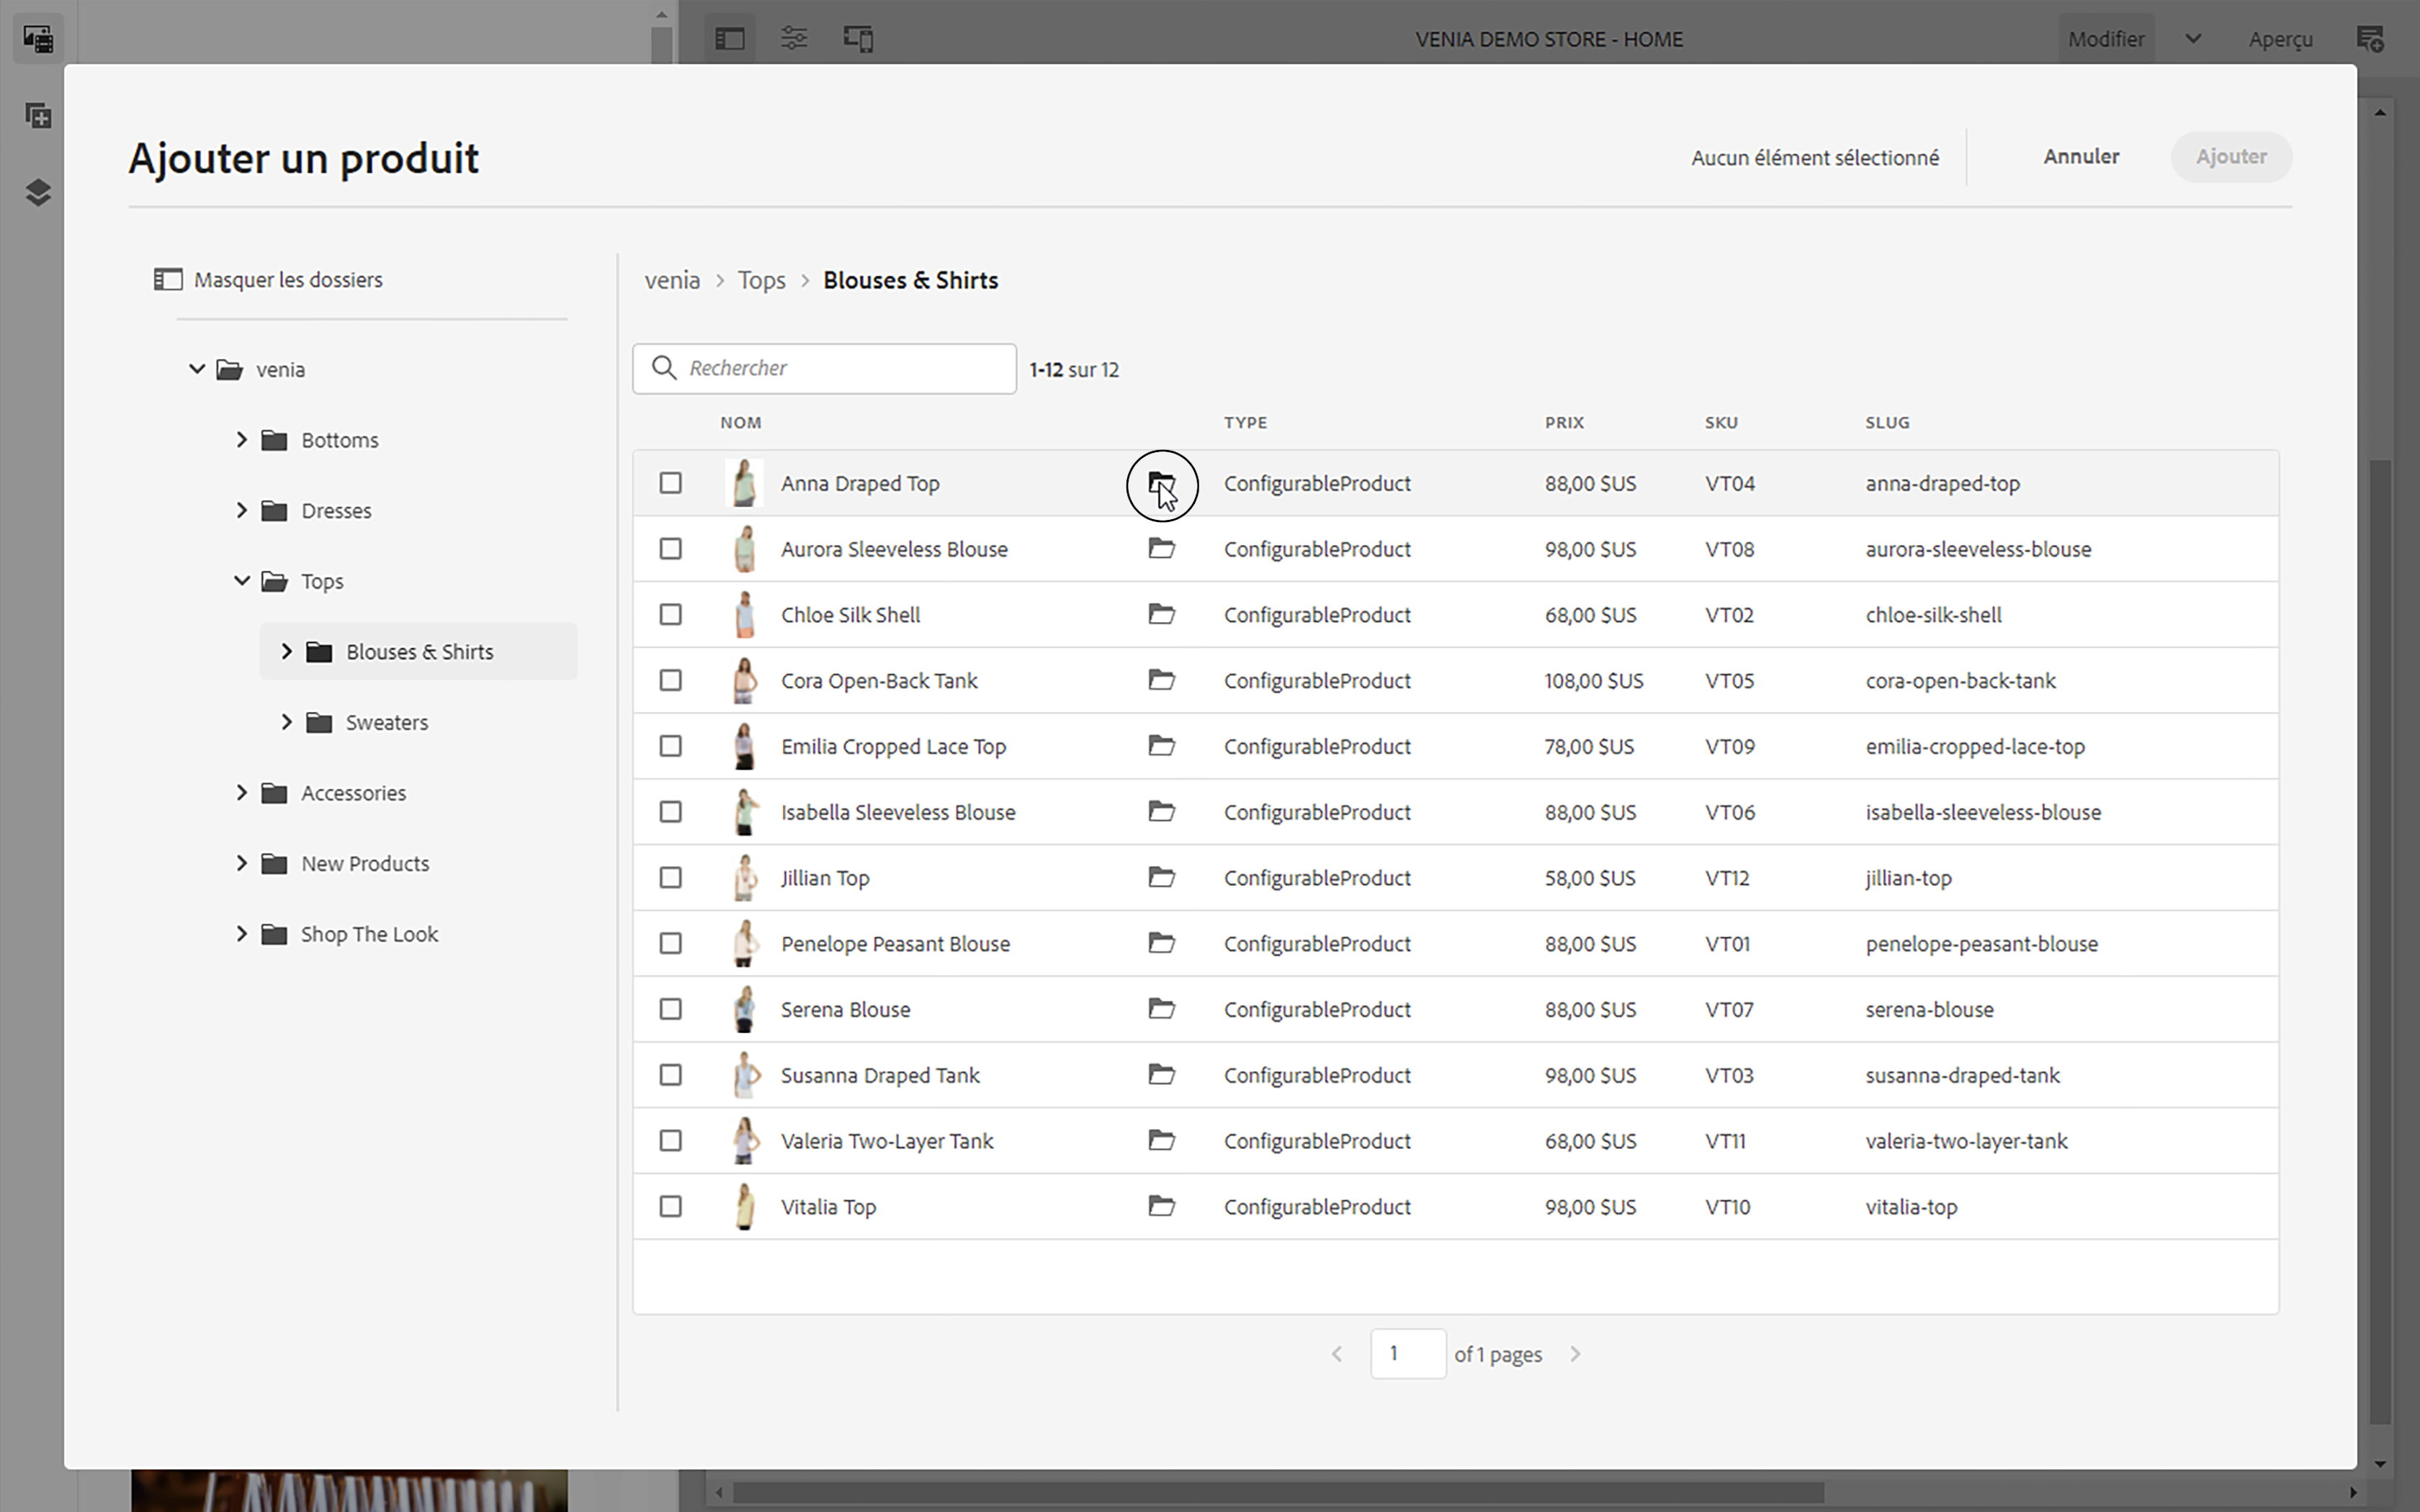 VENIA DEMO STORE - HOME
Modifier
Aperçu
Ajouter un produit
Aucun élément sélectionné
Annuler
Ajouter
Masquer les dossiers
venia
Bottoms
Dresses
Tops
Blouses & Shirts
Sweaters
Accessories
New Products
Shop The Look
venia > Tops > Blouses & Shirts
Rechercher
1-12 sur 12
NOM TYPE PRIX SKU SLUG
Anna Draped Top ConfigurableProduct 88,00 $US VT04 anna-draped-top
Aurora Sleeveless Blouse ConfigurableProduct 98,00 $US VT08 aurora-sleeveless-blouse
Chloe Silk Shell ConfigurableProduct 68,00 $US VT02 chloe-silk-shell
Cora Open-Back Tank ConfigurableProduct 108,00 $US VT05 cora-open-back-tank
Emilia Cropped Lace Top ConfigurableProduct 78,00 $US VT09 emilia-cropped-lace-top
Isabella Sleeveless Blouse ConfigurableProduct 88,00 $US VT06 isabella-sleeveless-blouse
Jillian Top ConfigurableProduct 58,00 $US VT12 jillian-top
Penelope Peasant Blouse ConfigurableProduct 88,00 $US VT01 penelope-peasant-blouse
Serena Blouse ConfigurableProduct 88,00 $US VT07 serena-blouse
Susanna Draped Tank ConfigurableProduct 98,00 $US VT03 susanna-draped-tank
Valeria Two-Layer Tank ConfigurableProduct 68,00 $US VT11 valeria-two-layer-tank
Vitalia Top ConfigurableProduct 98,00 $US VT10 vitalia-top
1 of 1 pages